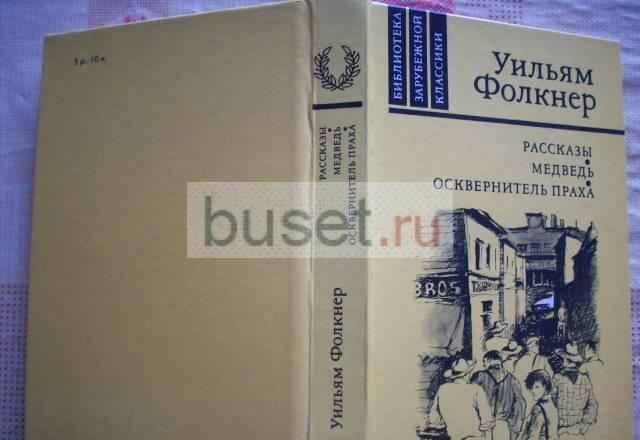 3 р. 10 к.
Уильям Фолкнер
РАССКАЗЫ
МЕДВЕДЬ
ОСКВЕРНИТЕЛЬ ПРАХА
БИБЛИОТЕКА
ЗАРУБЕЖНОЙ
КЛАССИКИ
Уильям
Фолкнер
РАССКАЗЫ
МЕДВЕДЬ
ОСКВЕРНИТЕЛЬ ПРАХА
BROS
buset.ru